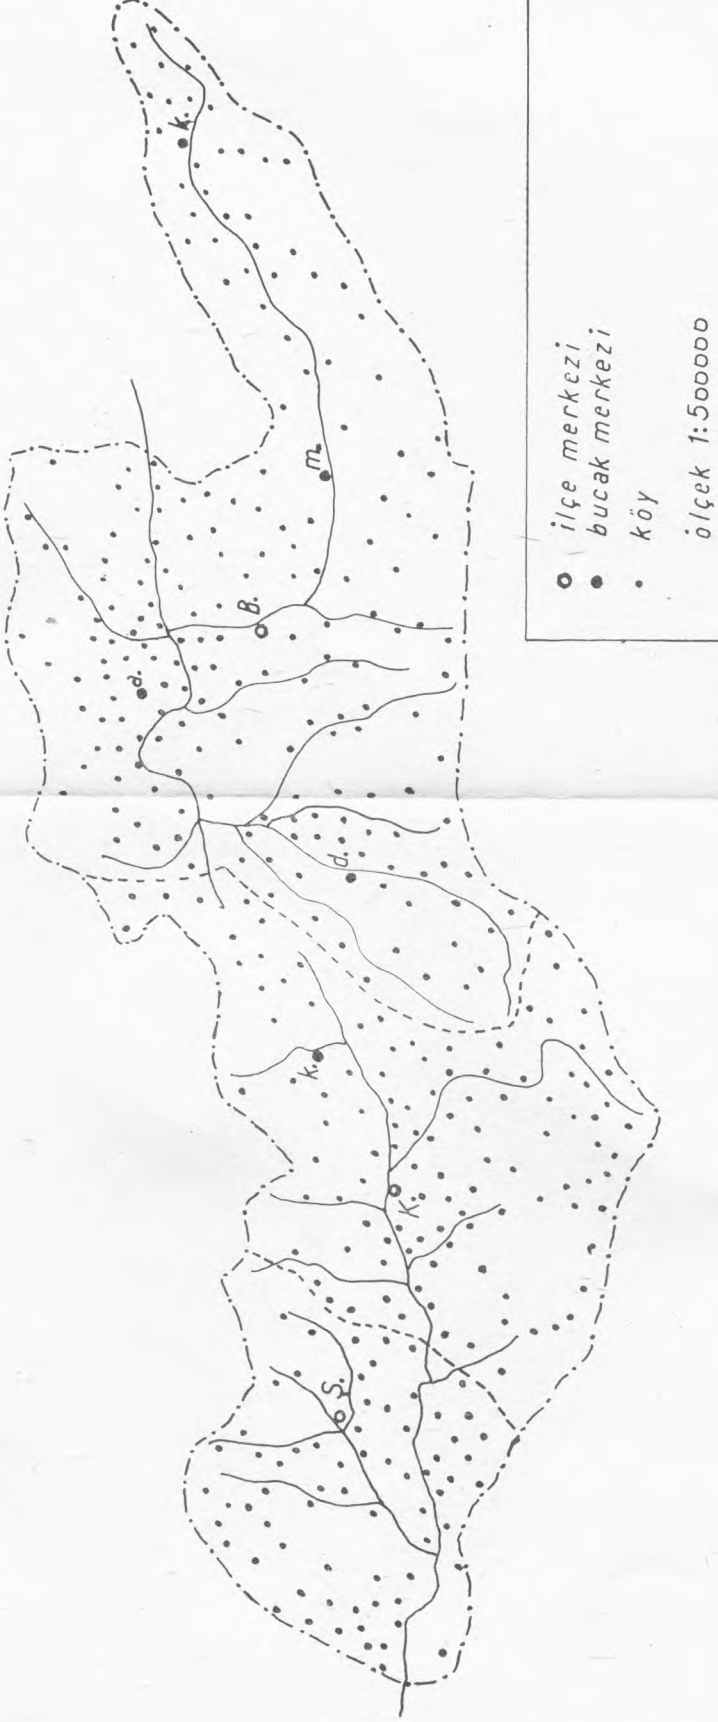 k.
m.
B.
a.
d.
k.
K.
Ş.
ilçe merkezi
bucak merkezi
köy
ölçek 1:500000